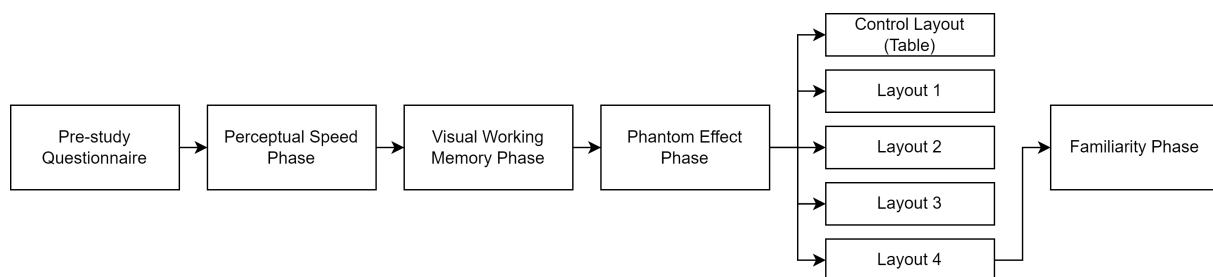 Pre-study
Questionnaire
Perceptual Speed
Phase
Visual Working
Memory Phase
Phantom Effect
Phase
Control Layout
(Table)
Layout 1
Layout 2
Layout 3
Layout 4
Familiarity Phase